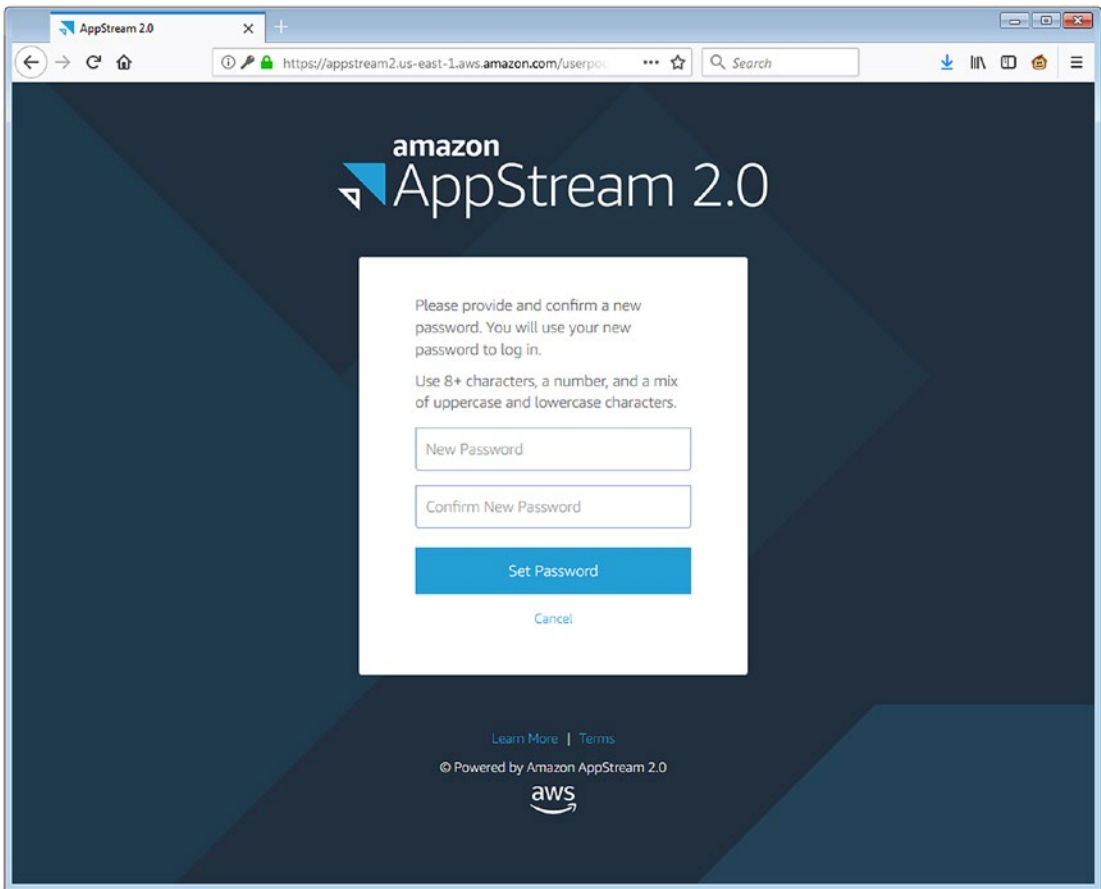 AppStream 2.0
https://appstream2.us-east-1.aws.amazon.com/userpoo
Search
amazon
AppStream 2.0
Please provide and confirm a new
password. You will use your new
password to log in.
Use 8+ characters, a number, and a mix
of uppercase and lowercase characters.
New Password
Confirm New Password
Set Password
Cancel
Learn More | Terms
© Powered by Amazon AppStream 2.0
aws